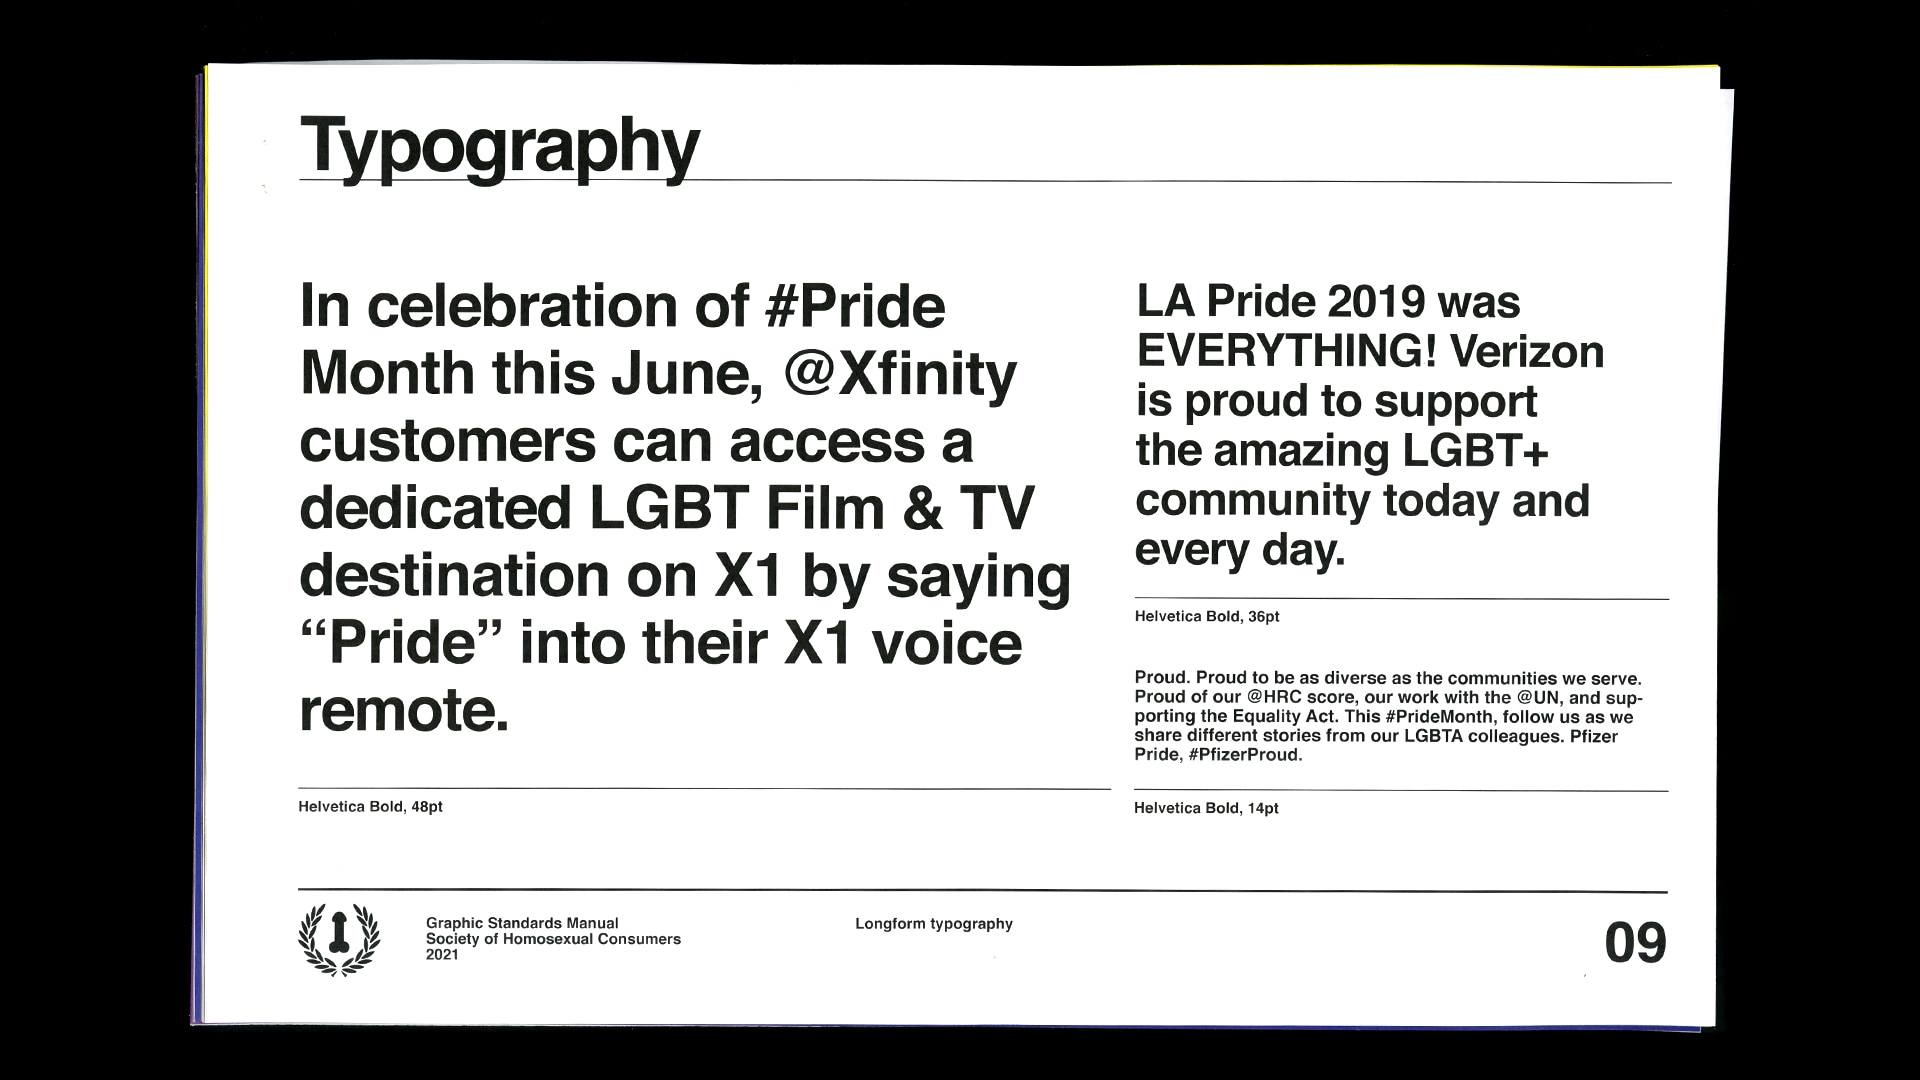 Typography
In celebration of #Pride
Month this June, @Xfinity
customers can access a
dedicated LGBT Film & TV
destination on X1 by saying
“Pride” into their X1 voice
remote.
Helvetica Bold, 48pt
LA Pride 2019 was
EVERYTHING! Verizon
is proud to support
the amazing LGBT+
community today and
every day.
Helvetica Bold, 36pt
Proud. Proud to be as diverse as the communities we serve.
Proud of our @HRC score, our work with the @UN, and sup-
porting the Equality Act. This #PrideMonth, follow us as we
share different stories from our LGBTA colleagues. Pfizer
Pride, #PfizerProud.
Helvetica Bold, 14pt
Graphic Standards Manual
Society of Homosexual Consumers
2021
Longform typography
09